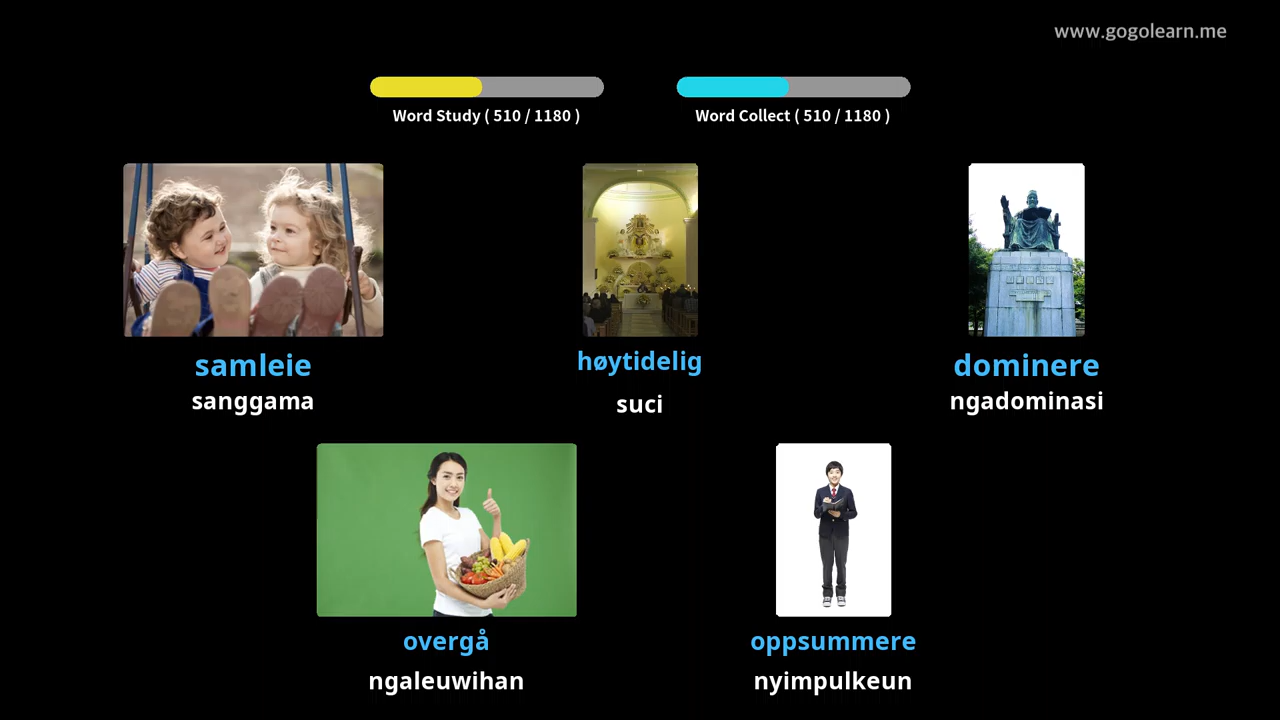 www.gogolearn.me
Word Study ( 510 / 1180 )
Word Collect ( 510 / 1180 )
samleie
sanggama
høytidelig
suci
dominere
ngadominasi
overgå
ngaleuwihan
oppsummere
nyimpulkeun